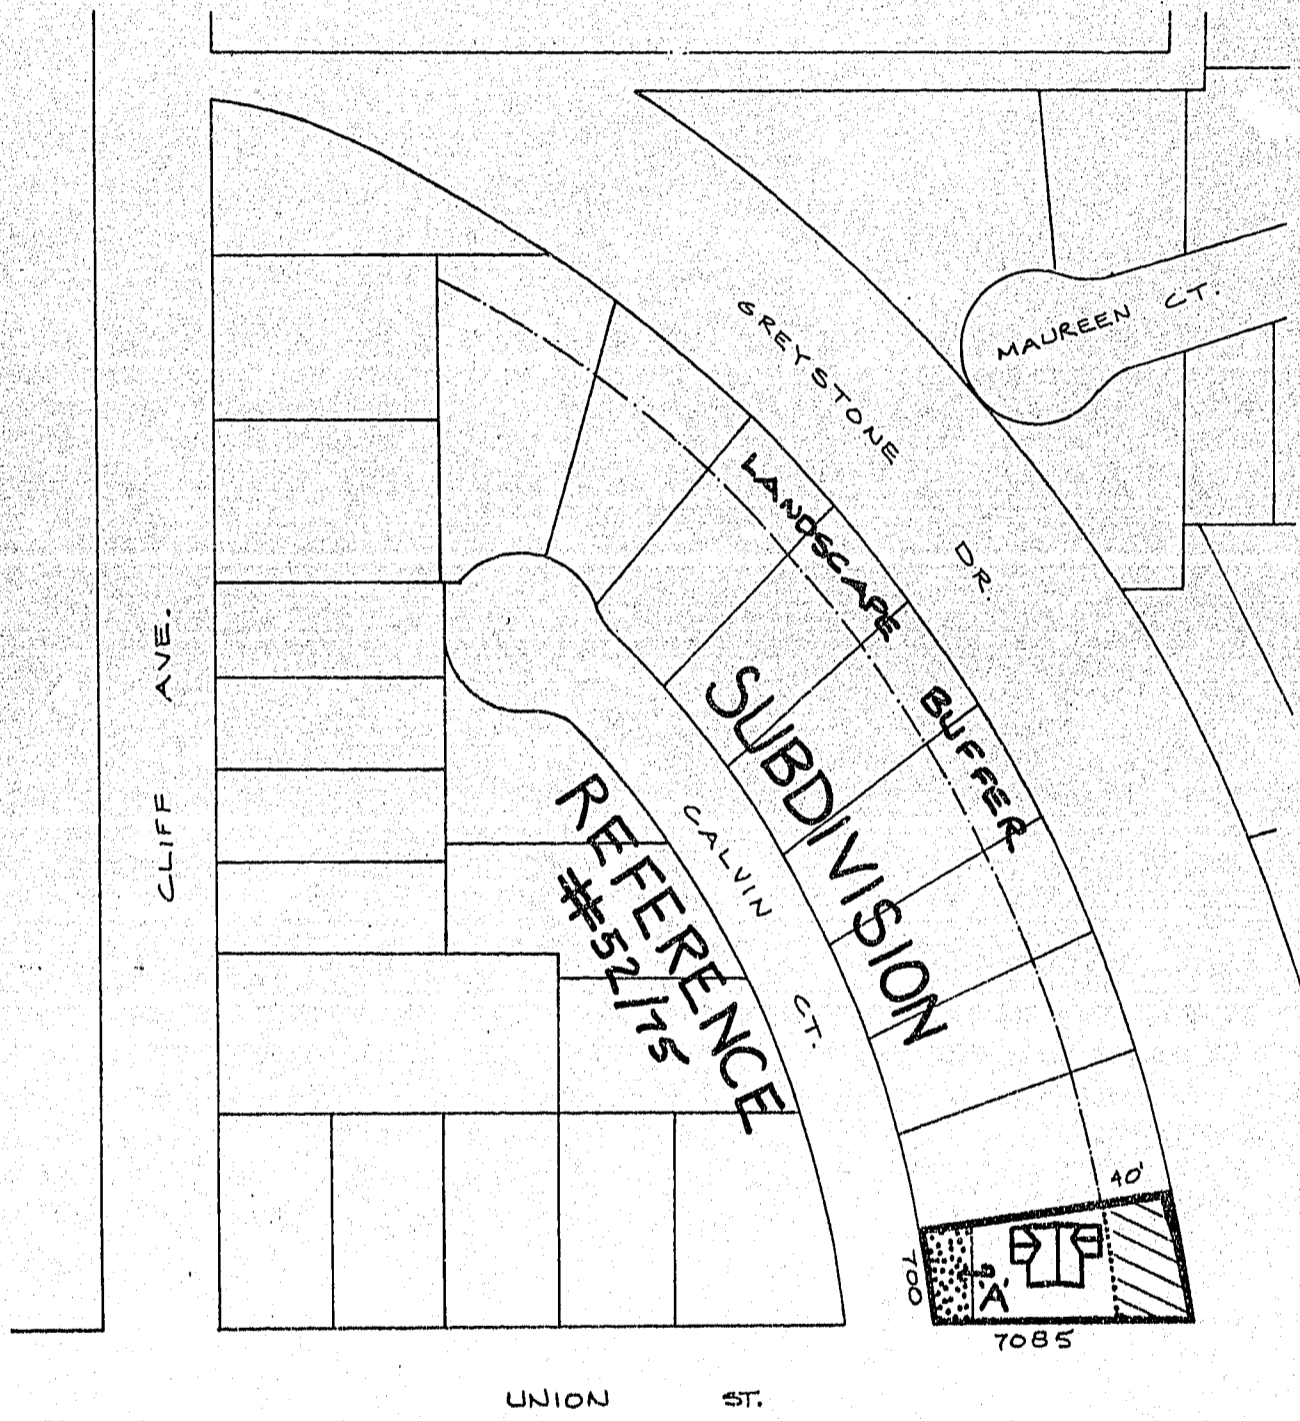 GREYSTONE DR.
MAUREEN CT.
LANDSCAPE BUFFER
CLIFF AVE.
SUBDIVISION
REFERENCE
#52/75
CALVIN CT.
40'
700
'A'
7085
UNION ST.